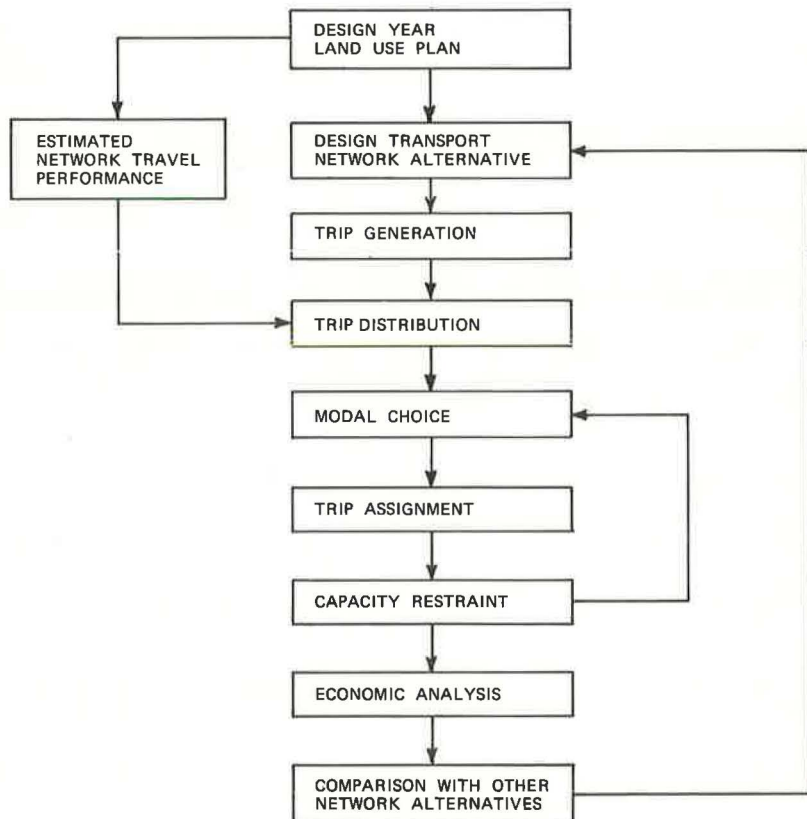 DESIGN YEAR
LAND USE PLAN
ESTIMATED
NETWORK TRAVEL
PERFORMANCE
DESIGN TRANSPORT
NETWORK ALTERNATIVE
TRIP GENERATION
TRIP DISTRIBUTION
MODAL CHOICE
TRIP ASSIGNMENT
CAPACITY RESTRAINT
ECONOMIC ANALYSIS
COMPARISON WITH OTHER
NETWORK ALTERNATIVES